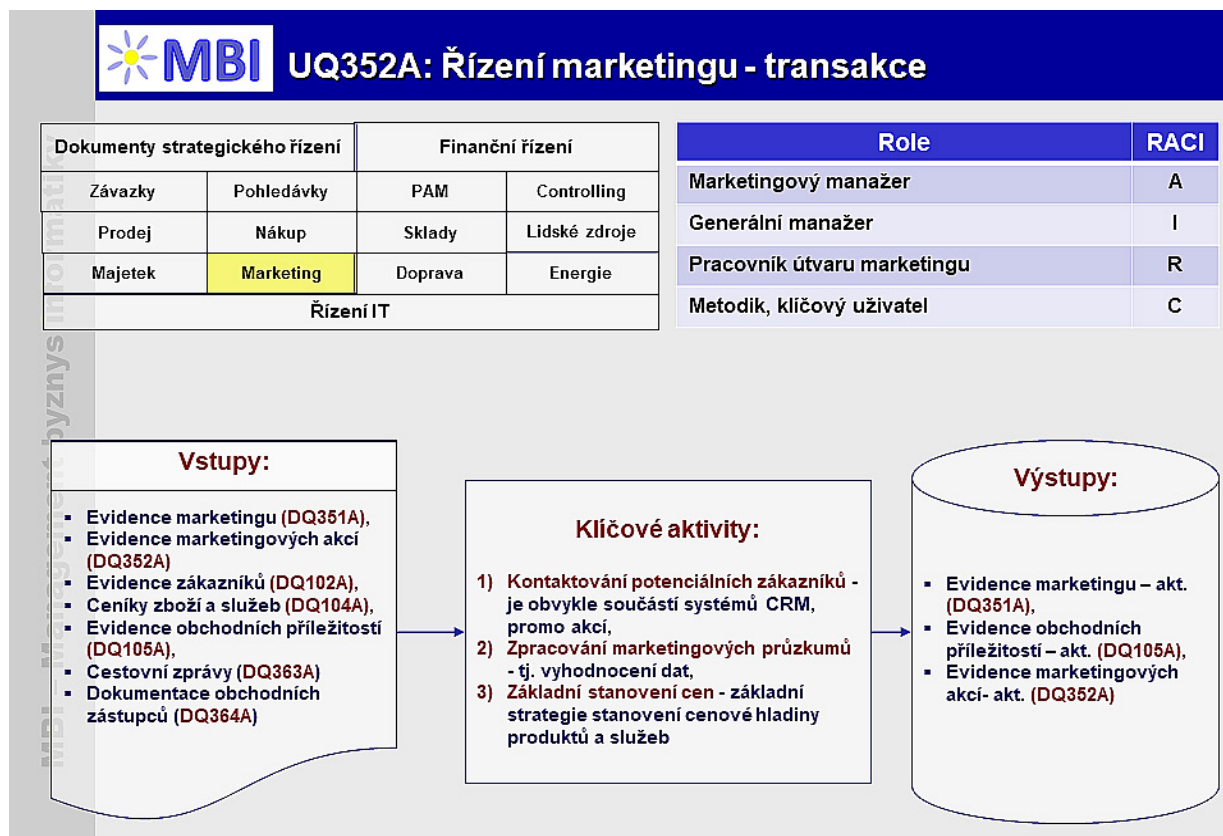 MBI
UQ352A: Řízení marketingu - transakce
Dokumenty strategického řízení
Finanční řízení
Závazky
Pohledávky
PAM
Controlling
Prodej
Nákup
Sklady
Lidské zdroje
Majetek
Marketing
Doprava
Energie
Řízení IT
Role
RACI
Marketingový manažer
A
Generální manažer
I
Pracovník útvaru marketingu
R
Metodik, klíčový uživatel
C
MBI – Management byznys informatiky
Vstupy:
▪ Evidence marketingu (DQ351A),
▪ Evidence marketingových akcí
(DQ352A)
▪ Evidence zákazníků (DQ102A),
▪ Ceníky zboží a služeb (DQ104A),
▪ Evidence obchodních příležitostí
(DQ105A),
▪ Cestovní zprávy (DQ363A)
▪ Dokumentace obchodních
zástupců (DQ364A)
Klíčové aktivity:
1) Kontaktování potenciálních zákazníků -
je obvykle součástí systémů CRM,
promo akcí,
2) Zpracování marketingových průzkumů
- tj. vyhodnocení dat,
3) Základní stanovení cen - základní
strategie stanovení cenové hladiny
produktů a služeb
Výstupy:
▪ Evidence marketingu – akt.
(DQ351A),
▪ Evidence obchodních
příležitostí – akt. (DQ105A),
▪ Evidence marketingových
akcí- akt. (DQ352A)